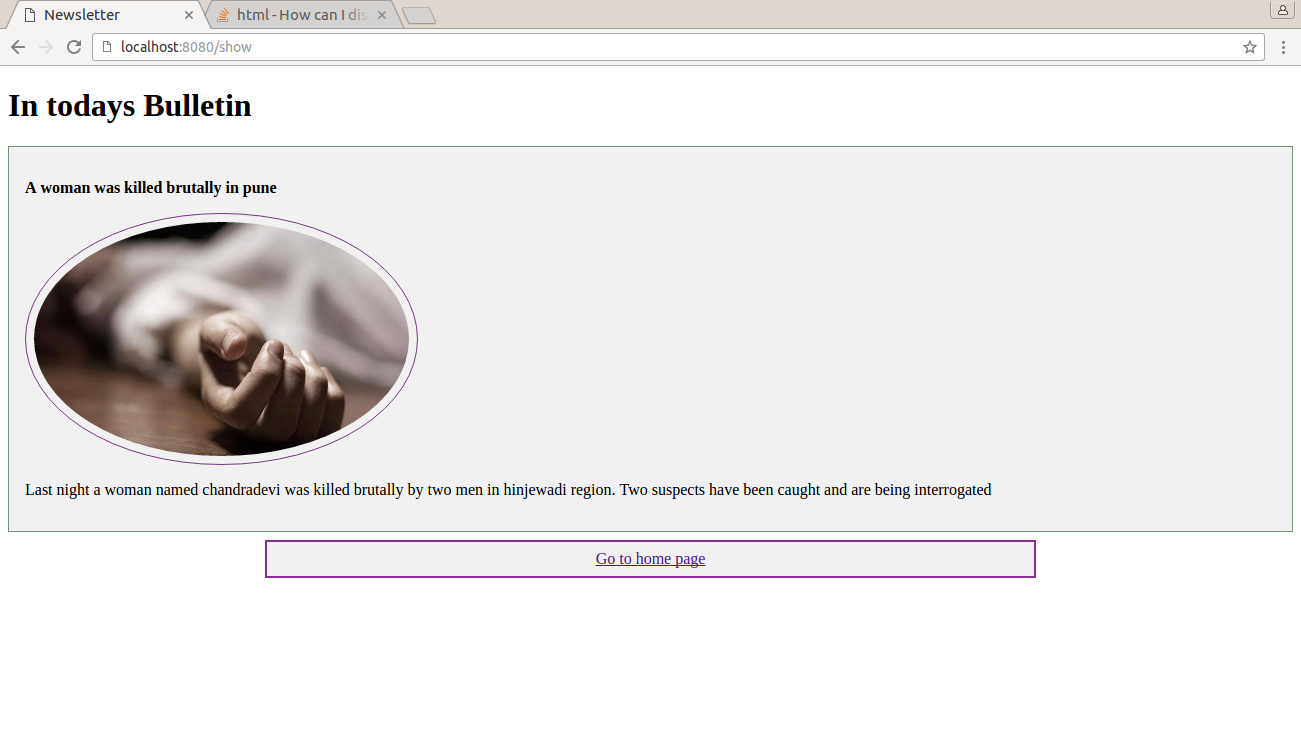 Newsletter
html - How can I dis
localhost:8080/show
In todays Bulletin
A woman was killed brutally in pune
Last night a woman named chandradevi was killed brutally by two men in hinjewadi region. Two suspects have been caught and are being interrogated
Go to home page